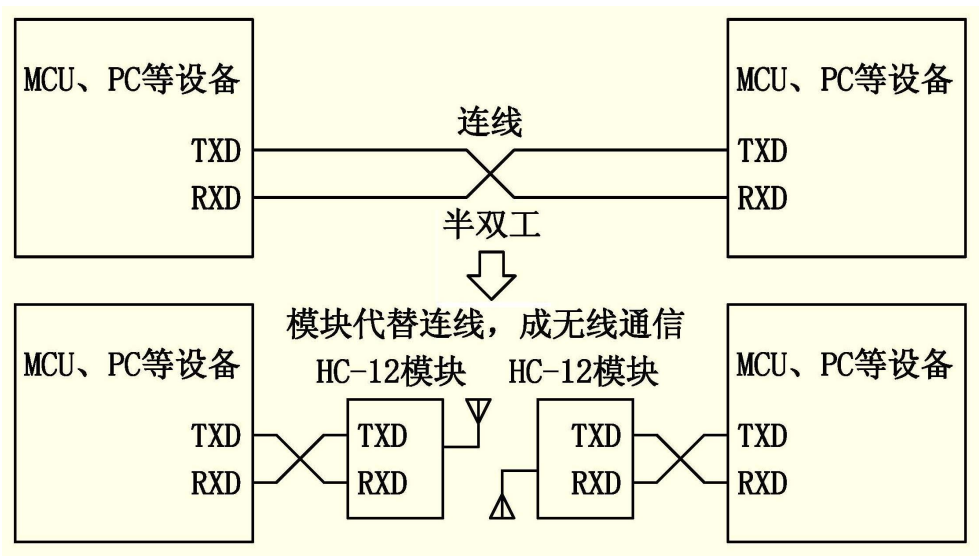 MCU、PC等设备
MCU、PC等设备
连线
TXD
TXD
RXD
RXD
半双工
模块代替连线，成无线通信
MCU、PC等设备
HC-12模块
HC-12模块
MCU、PC等设备
TXD
TXD
TXD
TXD
RXD
RXD
RXD
RXD